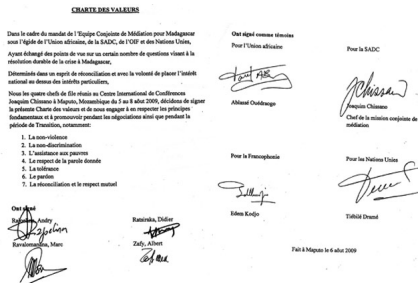 CHARTE DES VALEURS
Dans le cadre du mandat de l'Equipe Conjointe de Médiation pour Madagascar
sous l'égide de l'Union africaine, de la SADC, de l'OIF et des Nations Unies,
Ayant échangé des points de vue sur un certain nombre de questions visant à la
résolution durable de la crise à Madagascar,
Déterminés dans un esprit de réconciliation et avec la volonté de placer l'intérêt
national au dessus des intérêts particuliers,
Nous les quatre chefs de file réunis au Centre International de Conférences
Joaquim Chissano à Maputo, Mozambique du 5 au 8 août 2009, décidons de signer
la présente Charte des valeurs et de nous engager à en respecter les principes
fondamentaux et à promouvoir pendant les négociations ainsi que pendant la
période de Transition, notamment:
1. La non-violence
2. La non-discrimination
3. L'assistance aux pauvres
4. Le respect de la parole donnée
5. La tolérance
6. Le pardon
7. La réconciliation et le respect mutuel
Ont signé
Andry
Ratsiraka, Didier
Ravalomanana, Marc
Zafy, Albert
Ont signé comme témoins
Pour l'Union africaine
Pour la SADC
Ablassé Ouédraogo
Joaquim Chissano
Chef de la mission conjointe de
médiation
Pour la Francophonie
Pour les Nations Unies
Edem Kodjo
Tiébilé Dramé
Fait à Maputo le 6 août 2009